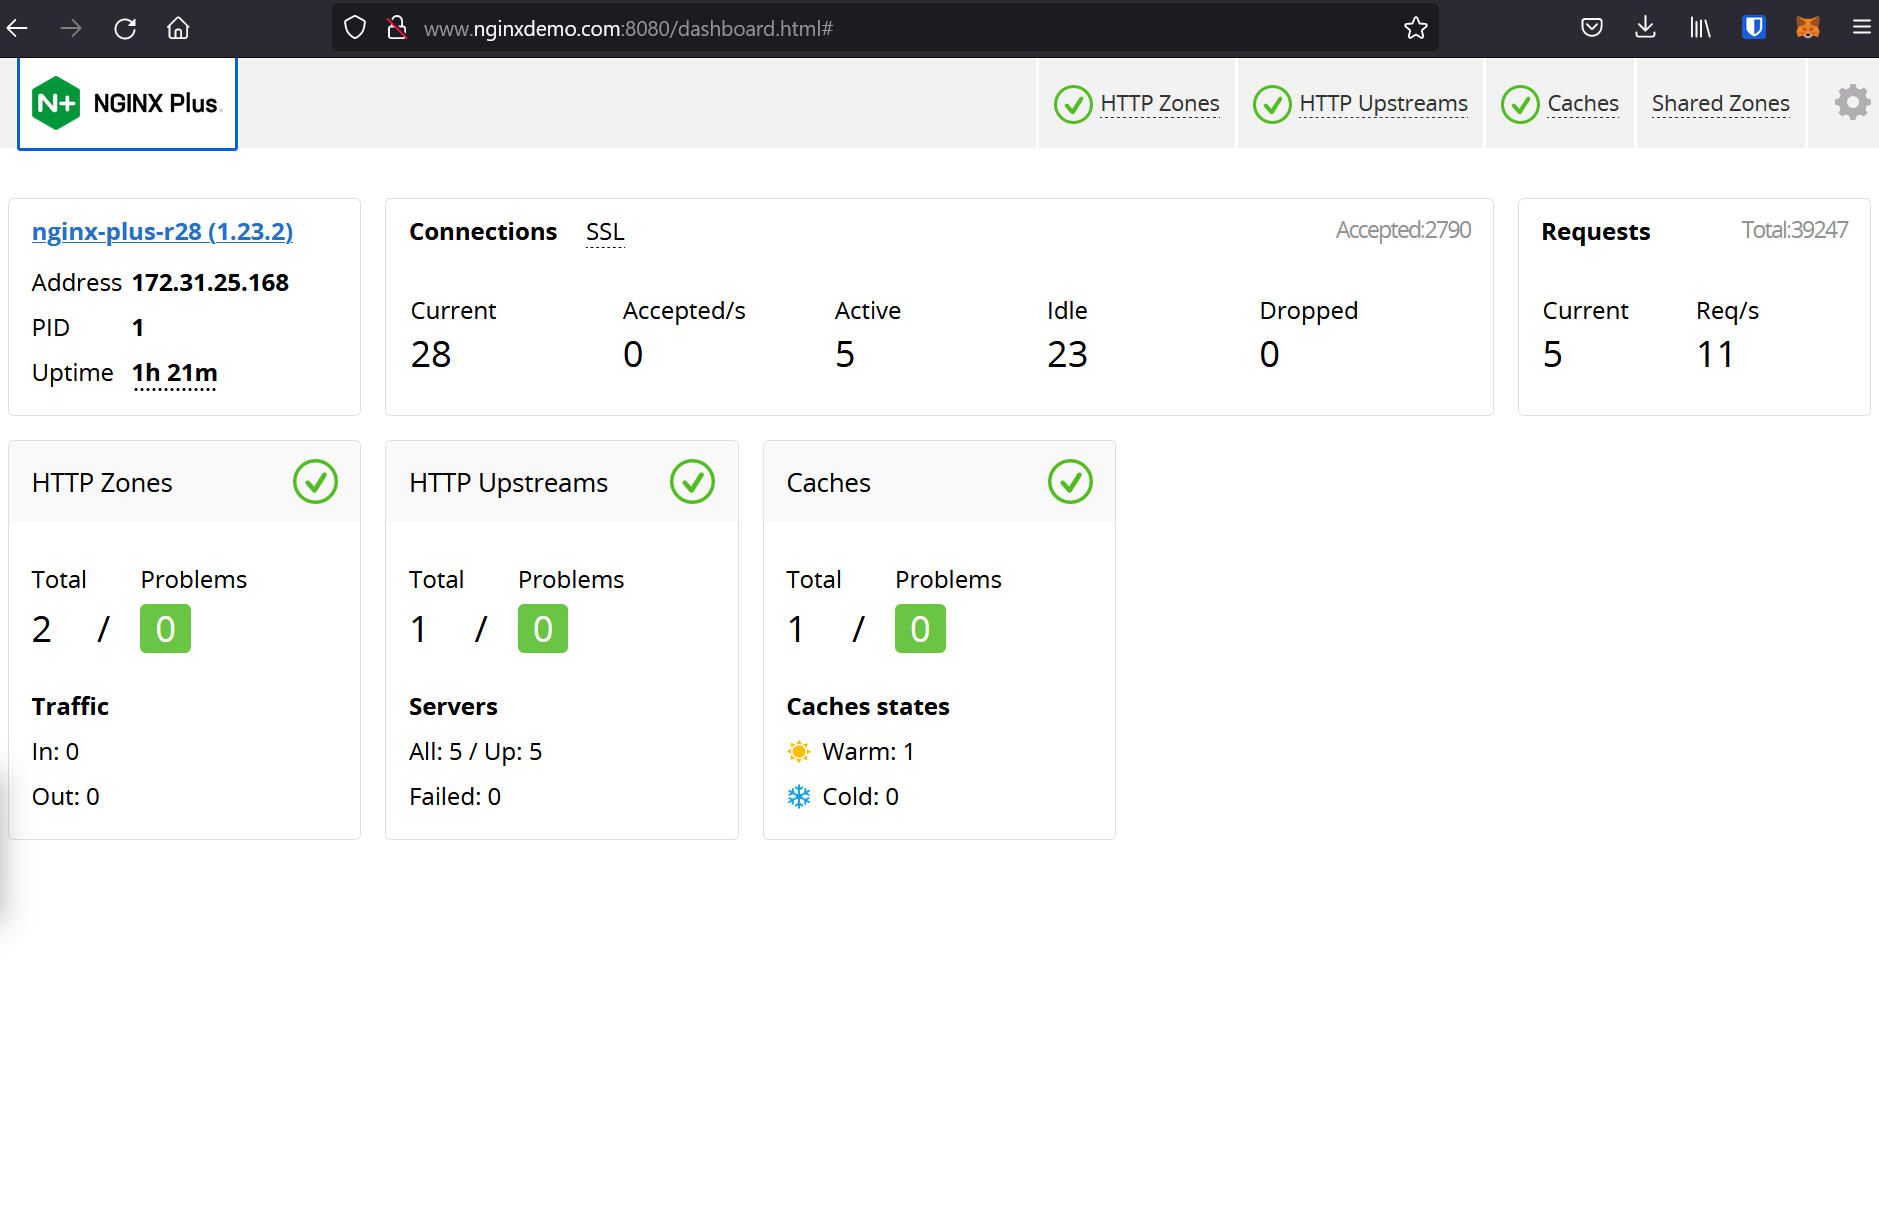 www.nginxdemo.com:8080/dashboard.html#
N+ NGINX Plus
HTTP Zones
HTTP Upstreams
Caches
Shared Zones
nginx-plus-r28 (1.23.2)
Address 172.31.25.168
PID 1
Uptime 1h 21m
Connections SSL Accepted:2790
Current Accepted/s Active Idle Dropped
28 0 5 23 0
Requests Total:39247
Current Req/s
5 11
HTTP Zones
Total Problems
2 / 0
Traffic
In: 0
Out: 0
HTTP Upstreams
Total Problems
1 / 0
Servers
All: 5 / Up: 5
Failed: 0
Caches
Total Problems
1 / 0
Caches states
Warm: 1
Cold: 0